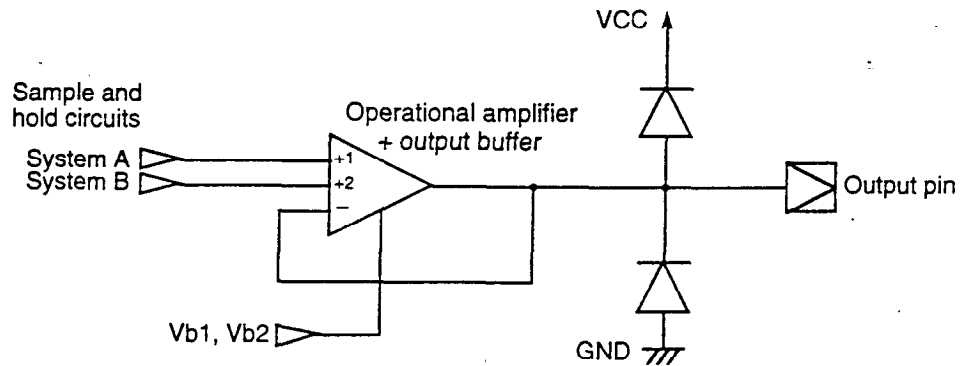 VCC
Sample and
hold circuits
Operational amplifier
+ output buffer
System A
+1
System B
+2
−
Output pin
Vb1, Vb2
GND